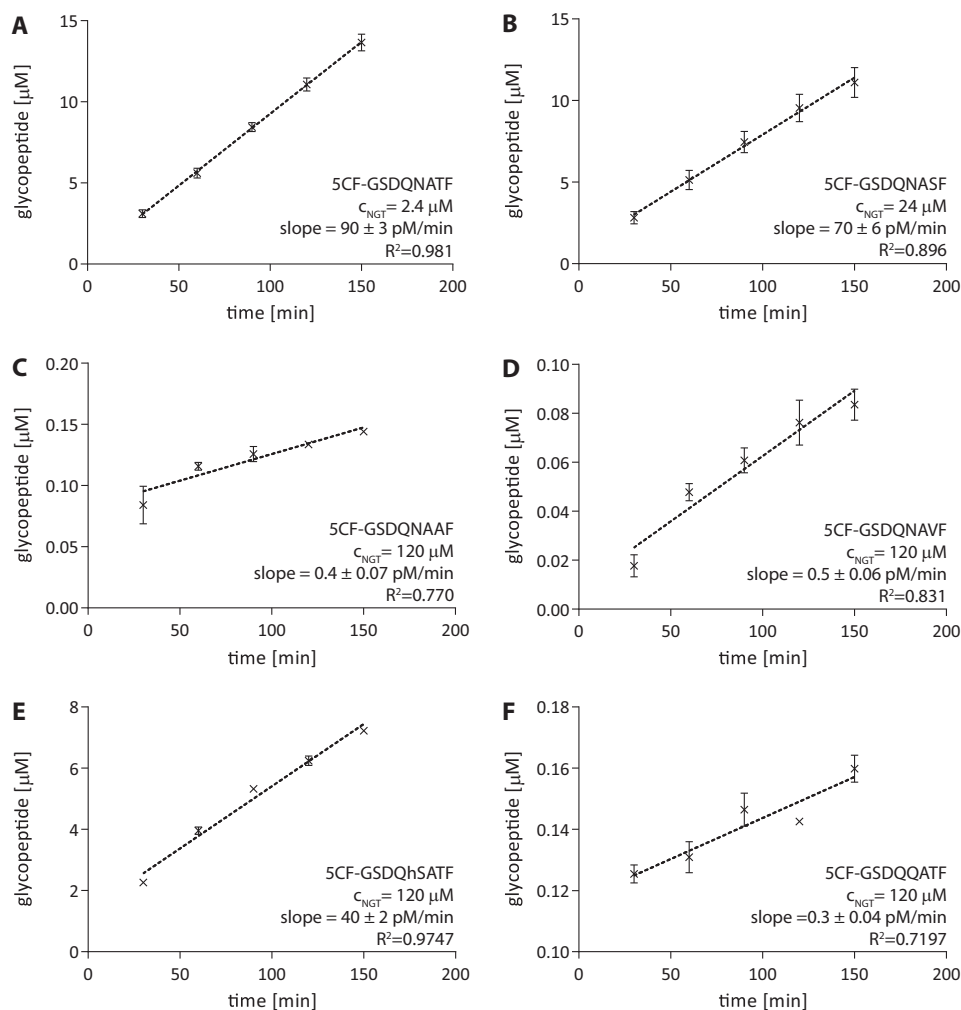 A
15
10
5
0
glycopeptide [µM]
0 50 100 150 200
time [min]
5CF-GSDQNATF
cNGT= 2.4 µM
slope = 90 ± 3 pM/min
R²=0.981
B
15
10
5
0
glycopeptide [µM]
0 50 100 150 200
time [min]
5CF-GSDQNASF
cNGT= 24 µM
slope = 70 ± 6 pM/min
R²=0.896
C
0.20
0.15
0.10
0.05
0.00
glycopeptide [µM]
0 50 100 150 200
time [min]
5CF-GSDQNAAF
cNGT= 120 µM
slope = 0.4 ± 0.07 pM/min
R²=0.770
D
0.10
0.08
0.06
0.04
0.02
0.00
glycopeptide [µM]
0 50 100 150 200
time [min]
5CF-GSDQNAVF
cNGT= 120 µM
slope = 0.5 ± 0.06 pM/min
R²=0.831
E
8
6
4
2
0
glycopeptide [µM]
0 50 100 150 200
time [min]
5CF-GSDQhSATF
cNGT= 120 µM
slope = 40 ± 2 pM/min
R²=0.9747
F
0.18
0.16
0.14
0.12
0.10
glycopeptide [µM]
0 50 100 150 200
time [min]
5CF-GSDQQATF
cNGT= 120 µM
slope =0.3 ± 0.04 pM/min
R²=0.7197